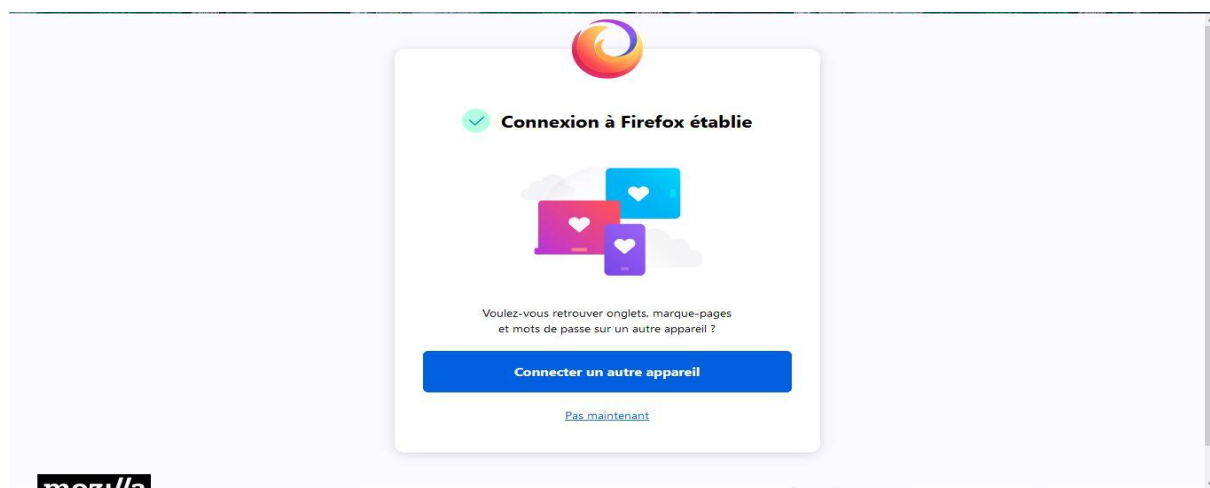 Connexion à Firefox établie
Voulez-vous retrouver onglets, marque-pages
et mots de passe sur un autre appareil ?
Connecter un autre appareil
Pas maintenant
moz://a